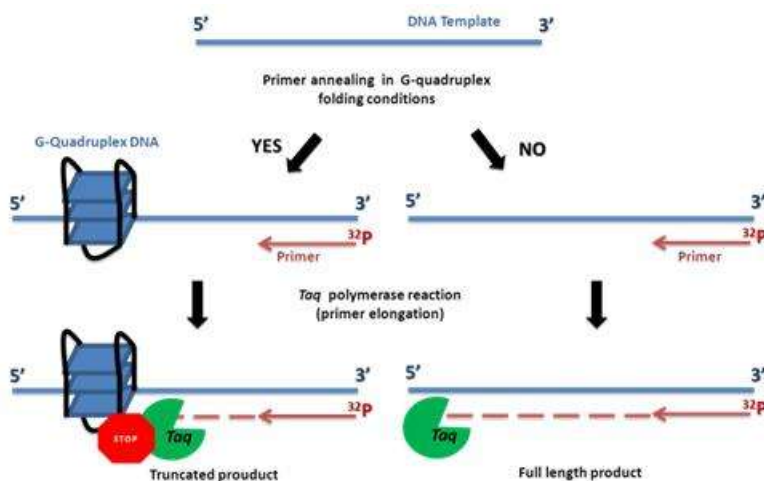 5’ DNA Template 3’
Primer annealing in G-quadruplex
folding conditions
G-Quadruplex DNA
YES
NO
5’ 3’
32P
Primer
5’ 3’
32P
Primer
Taq polymerase reaction
(primer elongation)
5’ 3’
32P
STOP
Taq
Truncated prouduct
5’ 3’
32P
Taq
Full length product